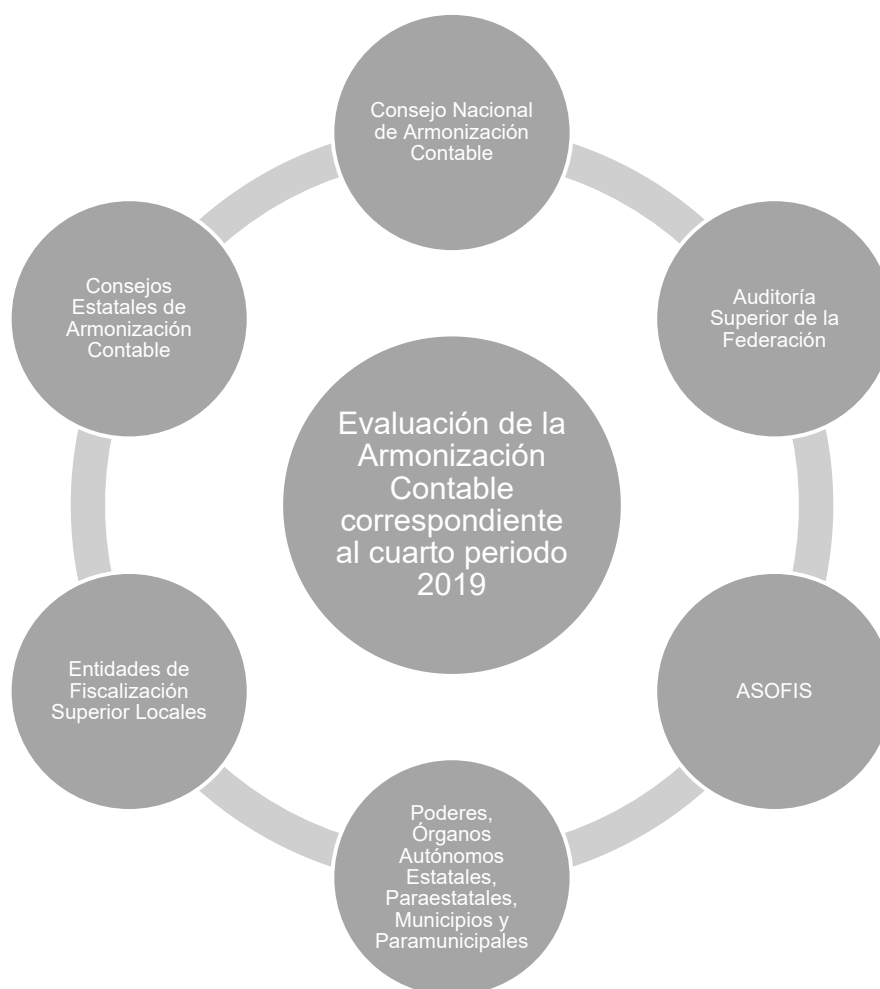 Consejo Nacional
de Armonización
Contable
Auditoría
Superior de la
Federación
ASOFIS
Poderes,
Órganos
Autónomos
Estatales,
Paraestatales,
Municipios y
Paramunicipales
Entidades de
Fiscalización
Superior Locales
Consejos
Estatales de
Armonización
Contable
Evaluación de la
Armonización
Contable
correspondiente
al cuarto periodo
2019